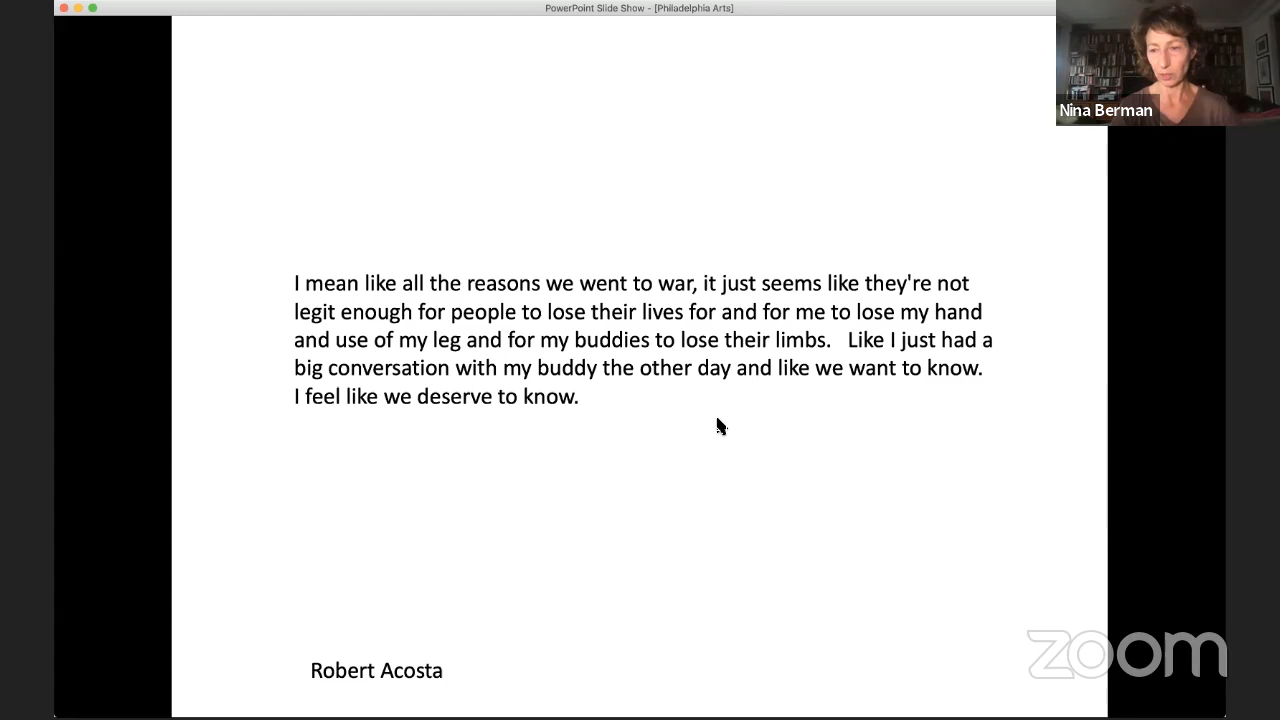 PowerPoint Slide Show - [Philadelphia Arts]
Nina Berman
I mean like all the reasons we went to war, it just seems like they're not
legit enough for people to lose their lives for and for me to lose my hand
and use of my leg and for my buddies to lose their limbs.   Like I just had a
big conversation with my buddy the other day and like we want to know.
I feel like we deserve to know.
Robert Acosta
zoom